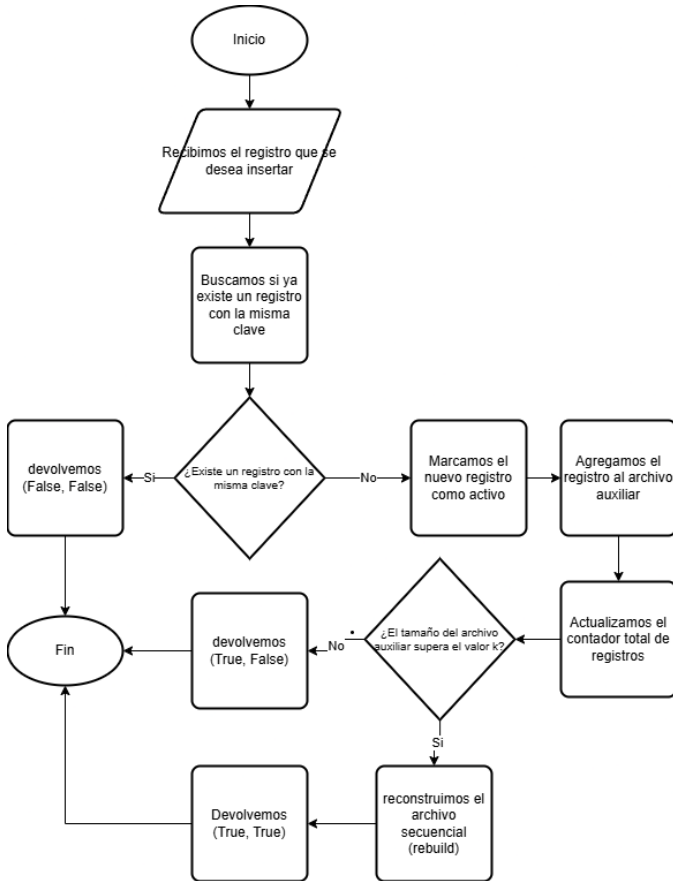 Inicio
Recibimos el registro que se
desea insertar
Buscamos si ya
existe un registro
con la misma
clave
¿Existe un registro con la
misma clave?
Si
devolvemos
(False, False)
No
Marcamos el
nuevo registro
como activo
Agregamos el
registro al archivo
auxiliar
Actualizamos el
contador total de
registros
¿El tamaño del archivo
auxiliar supera el valor k?
No
devolvemos
(True, False)
Fin
Si
reconstruimos el
archivo
secuencial
(rebuild)
Devolvemos
(True, True)